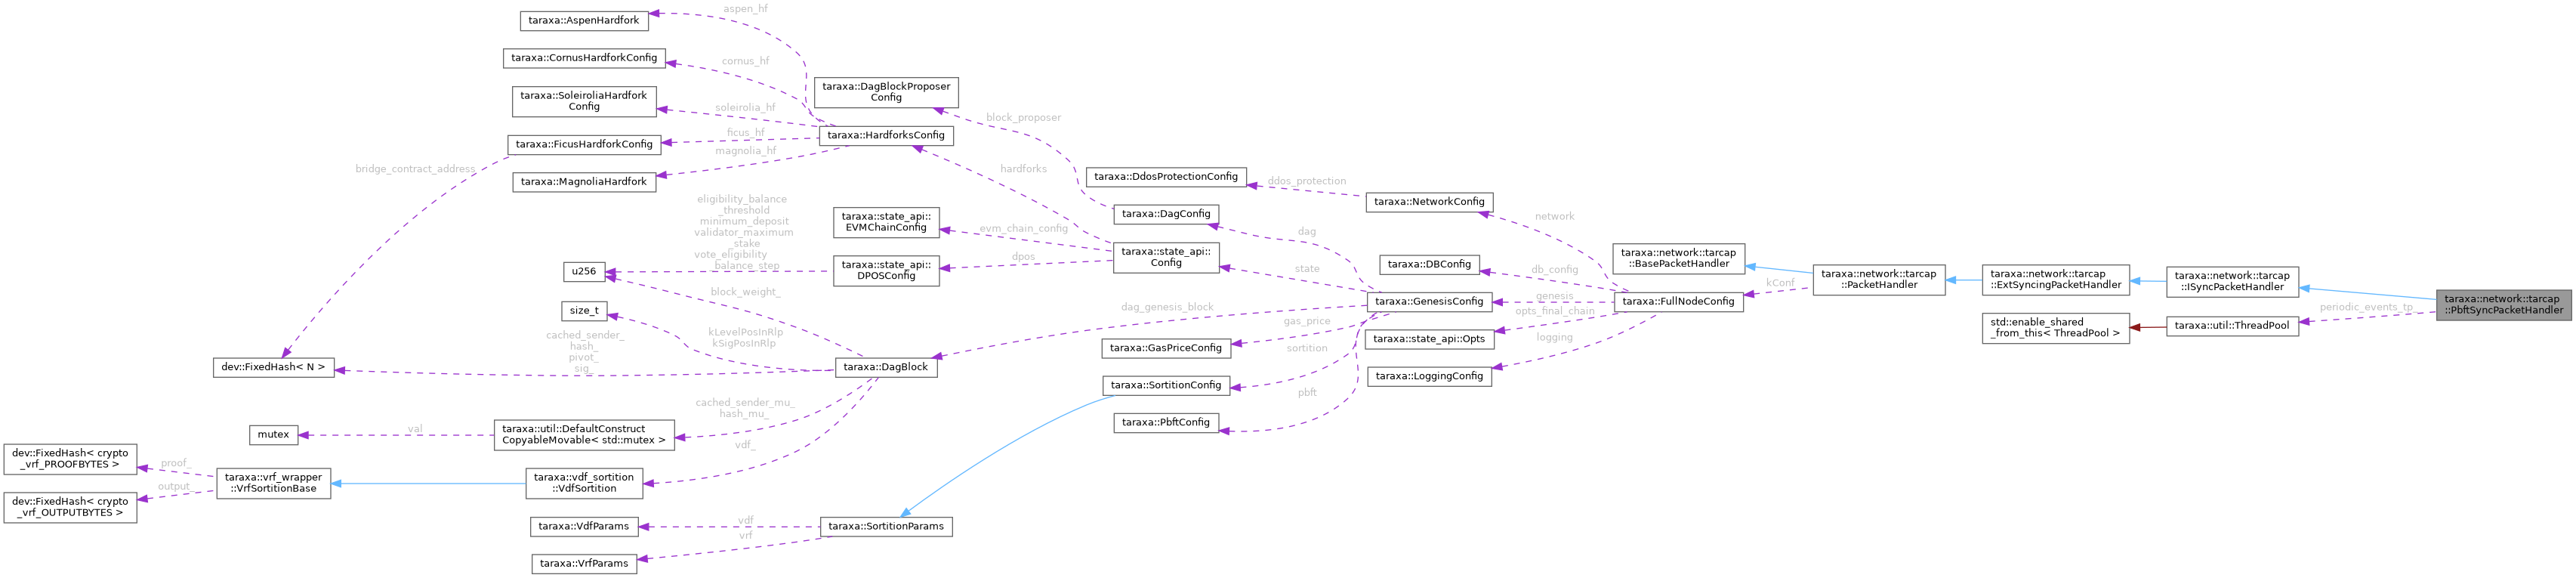 aspen_hf
taraxa::AspenHardfork
cornus_hf
taraxa::CornusHardforkConfig
taraxa::DagBlockProposer
Config
taraxa::SoleiroliaHardfork
Config
soleirolia_hf
block_proposer
ficus_hf
taraxa::HardforksConfig
taraxa::FicusHardforkConfig
magnolia_hf
bridge_contract_address
hardforks
taraxa::MagnoliaHardfork
taraxa::DdosProtectionConfig
ddos_protection
taraxa::NetworkConfig
eligibility_balance
_threshold
minimum_deposit
validator_maximum
_stake
vote_eligibility
_balance_step
taraxa::state_api::
EVMChainConfig
evm_chain_config
taraxa::DagConfig
dag
network
taraxa::state_api::
Config
dpos
taraxa::state_api::
DPOSConfig
u256
state
taraxa::DBConfig
db_config
taraxa::network::tarcap
::BasePacketHandler
taraxa::network::tarcap
::PacketHandler
kConf
taraxa::network::tarcap
::ExtSyncingPacketHandler
taraxa::network::tarcap
::ISyncPacketHandler
taraxa::network::tarcap
::PbftSyncPacketHandler
periodic_events_tp_
block_weight_
size_t
dag_genesis_block
taraxa::GenesisConfig
genesis
taraxa::FullNodeConfig
opts_final_chain
gas_price
std::enable_shared
_from_this< ThreadPool >
taraxa::util::ThreadPool
kLevelPosInRlp
kSigPosInRlp
cached_sender_
hash_
pivot_
sig_
taraxa::GasPriceConfig
sortition
taraxa::state_api::Opts
logging
dev::FixedHash< N >
taraxa::DagBlock
taraxa::LoggingConfig
taraxa::SortitionConfig
pbft
cached_sender_mu_
hash_mu_
taraxa::PbftConfig
mutex
val
taraxa::util::DefaultConstruct
CopyableMovable< std::mutex >
vdf_
dev::FixedHash< crypto
_vrf_PROOFBYTES >
proof_
taraxa::vrf_wrapper
::VrfSortitionBase
taraxa::vdf_sortition
::VdfSortition
output_
dev::FixedHash< crypto
_vrf_OUTPUTBYTES >
taraxa::VdfParams
vdf
taraxa::SortitionParams
vrf
taraxa::VrfParams